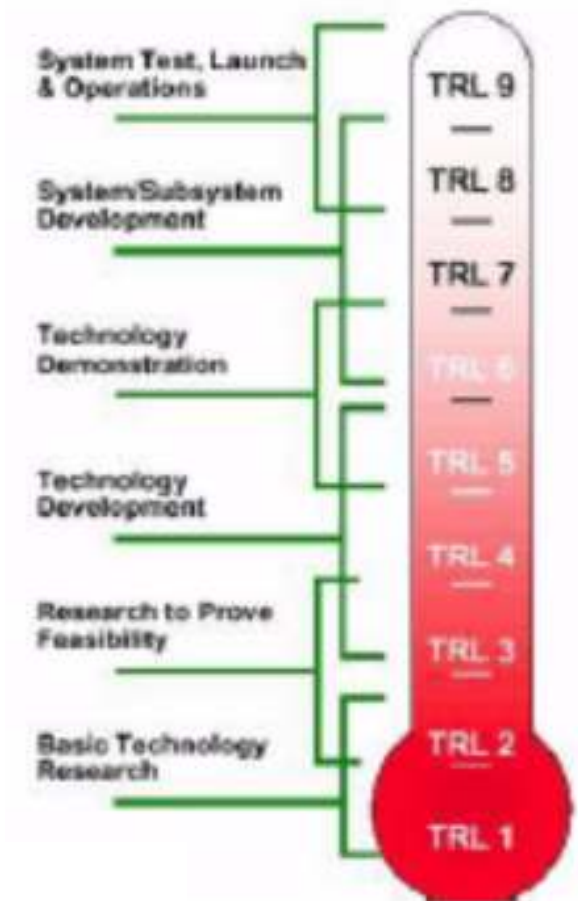 System Test, Launch
& Operations
System/Subsystem
Development
Technology
Demonstration
Technology
Development
Research to Prove
Feasibility
Basic Technology
Research
TRL 9
TRL 8
TRL 7
TRL 6
TRL 5
TRL 4
TRL 3
TRL 2
TRL 1